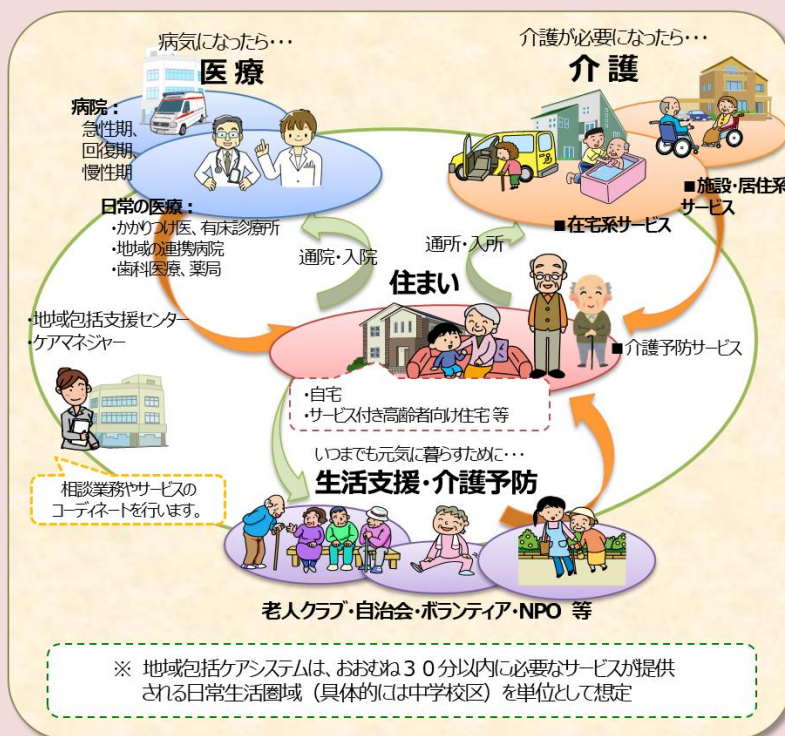 病気になったら･･･
医 療
介護が必要になったら･･･
介 護
病院：
急性期、
回復期、
慢性期
日常の医療：
・かかりつけ医、有床診療所
・地域の連携病院
・歯科医療、薬局
通院・入院
通所・入所
■在宅系サービス
■施設・居住系
サービス
住まい
・地域包括支援センター
・ケアマネジャー
■介護予防サービス
・自宅
・サービス付き高齢者向け住宅 等
相談業務やサービスの
コーディネートを行います。
いつまでも元気に暮らすために･･･
生活支援・介護予防
老人クラブ・自治会・ボランティア・NPO 等
※ 地域包括ケアシステムは、おおむね３０分以内に必要なサービスが提供
される日常生活圏域（具体的には中学校区）を単位として想定